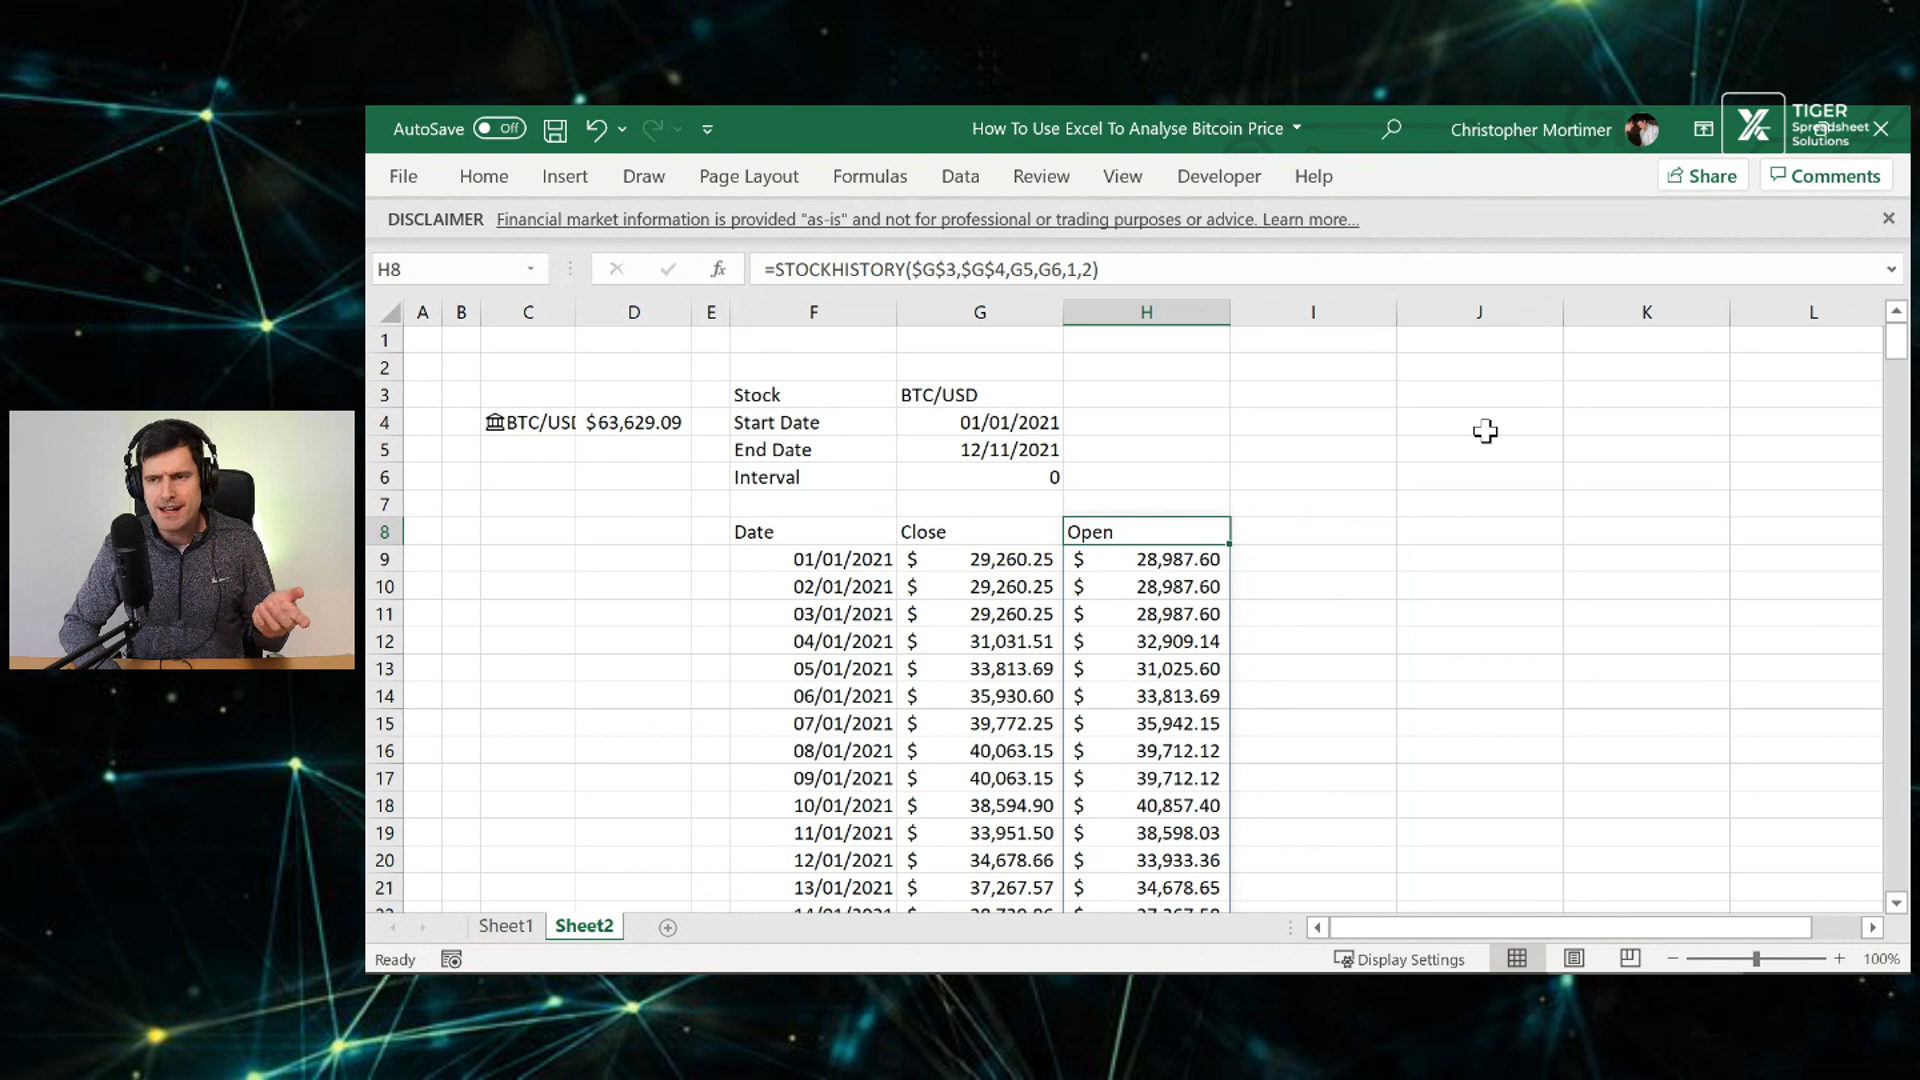 AutoSave Off How To Use Excel To Analyse Bitcoin Price Christopher Mortimer
TIGER
Spreadsheet
Solutions
File Home Insert Draw Page Layout Formulas Data Review View Developer Help Share Comments
DISCLAIMER Financial market information is provided "as-is" and not for professional or trading purposes or advice. Learn more...
H8 fx =STOCKHISTORY($G$3,$G$4,G5,G6,1,2)
A B C D E F G H I J K L
1
2
3 Stock BTC/USD
4 BTC/USD $63,629.09 Start Date 01/01/2021
5 End Date 12/11/2021
6 Interval 0
7
8 Date Close Open
9 01/01/2021 $ 29,260.25 $ 28,987.60
10 02/01/2021 $ 29,260.25 $ 28,987.60
11 03/01/2021 $ 29,260.25 $ 28,987.60
12 04/01/2021 $ 31,031.51 $ 32,909.14
13 05/01/2021 $ 33,813.69 $ 31,025.60
14 06/01/2021 $ 35,930.60 $ 33,813.69
15 07/01/2021 $ 39,772.25 $ 35,942.15
16 08/01/2021 $ 40,063.15 $ 39,712.12
17 09/01/2021 $ 40,063.15 $ 39,712.12
18 10/01/2021 $ 38,594.90 $ 40,857.40
19 11/01/2021 $ 33,951.50 $ 38,598.03
20 12/01/2021 $ 34,678.66 $ 33,933.36
21 13/01/2021 $ 37,267.57 $ 34,678.65
Sheet1 Sheet2
Ready Display Settings 100%